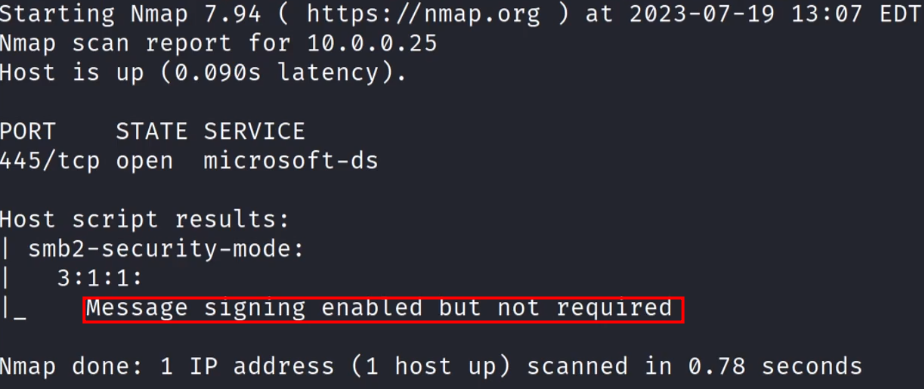 Starting Nmap 7.94 ( https://nmap.org ) at 2023-07-19 13:07 EDT
Nmap scan report for 10.0.0.25
Host is up (0.090s latency).
PORT    STATE SERVICE
445/tcp open  microsoft-ds
Host script results:
| smb2-security-mode:
|   3:1:1:
|_    Message signing enabled but not required
Nmap done: 1 IP address (1 host up) scanned in 0.78 seconds